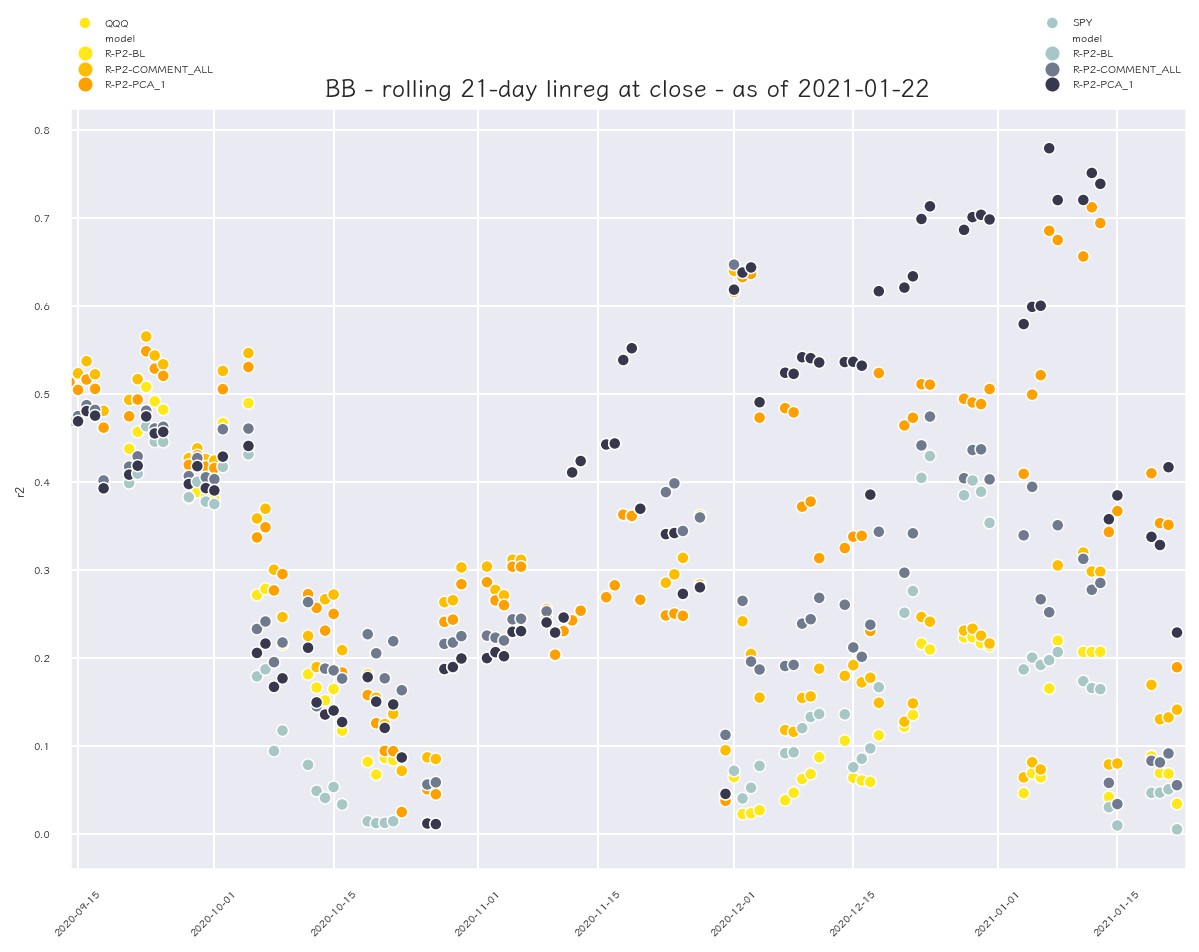 QQQ
model
R-P2-BL
R-P2-COMMENT_ALL
R-P2-PCA_1
SPY
model
R-P2-BL
R-P2-COMMENT_ALL
R-P2-PCA_1
BB - rolling 21-day linreg at close - as of 2021-01-22
r2
0.8
0.7
0.6
0.5
0.4
0.3
0.2
0.1
0.0
2020-09-15
2020-10-01
2020-10-15
2020-11-01
2020-11-15
2020-12-01
2020-12-15
2021-01-01
2021-01-15